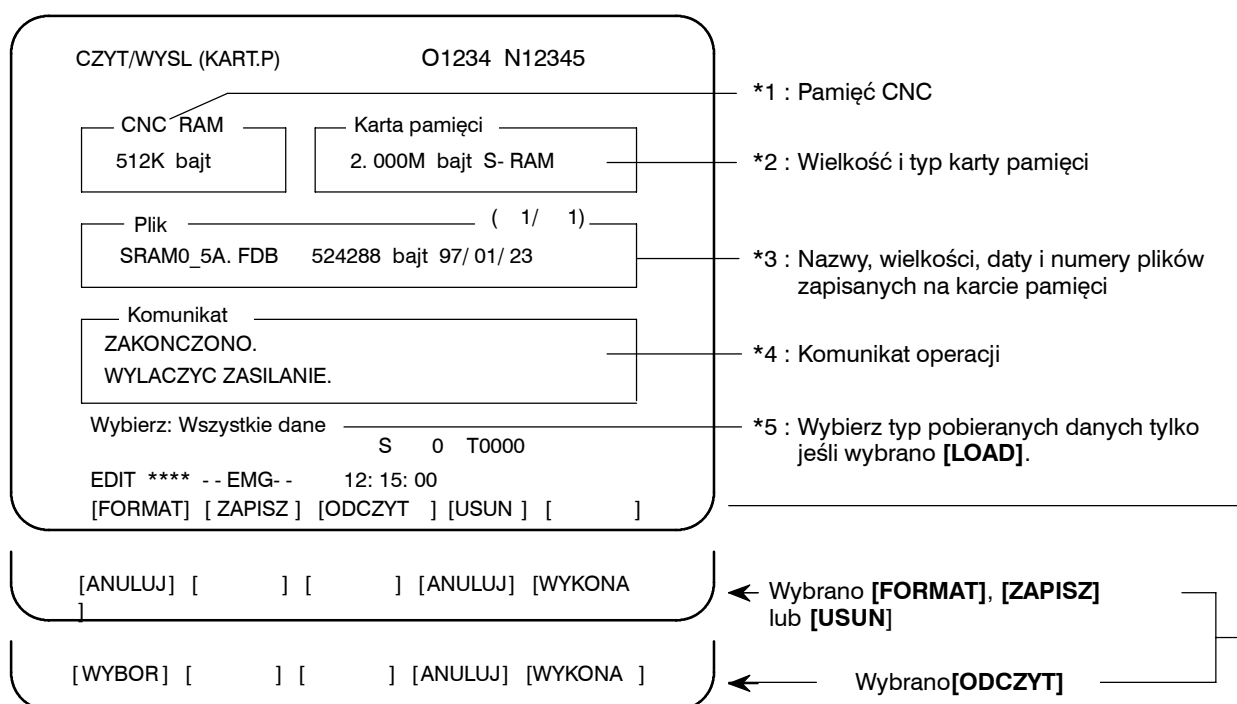 CZYT/WYSL (KART.P) O1234 N12345
*1 : Pamięć CNC
CNC RAM Karta pamięci
512K bajt 2. 000M bajt S- RAM
*2 : Wielkość i typ karty pamięci
Plik ( 1/ 1)
SRAM0_5A. FDB 524288 bajt 97/ 01/ 23
*3 : Nazwy, wielkości, daty i numery plików
zapisanych na karcie pamięci
Komunikat
ZAKONCZONO.
WYLACZYC ZASILANIE.
*4 : Komunikat operacji
Wybierz: Wszystkie dane
*5 : Wybierz typ pobieranych danych tylko
jeśli wybrano [LOAD].
S 0 T0000
EDIT **** - - EMG- - 12: 15: 00
[FORMAT] [ ZAPISZ ] [ODCZYT ] [USUN ] [ ]
[ANULUJ] [ ] [ ] [ANULUJ] [WYKONA
]
Wybrano [FORMAT], [ZAPISZ]
lub [USUN]
[WYBOR] [ ] [ ] [ANULUJ] [WYKONA ]
Wybrano[ODCZYT]